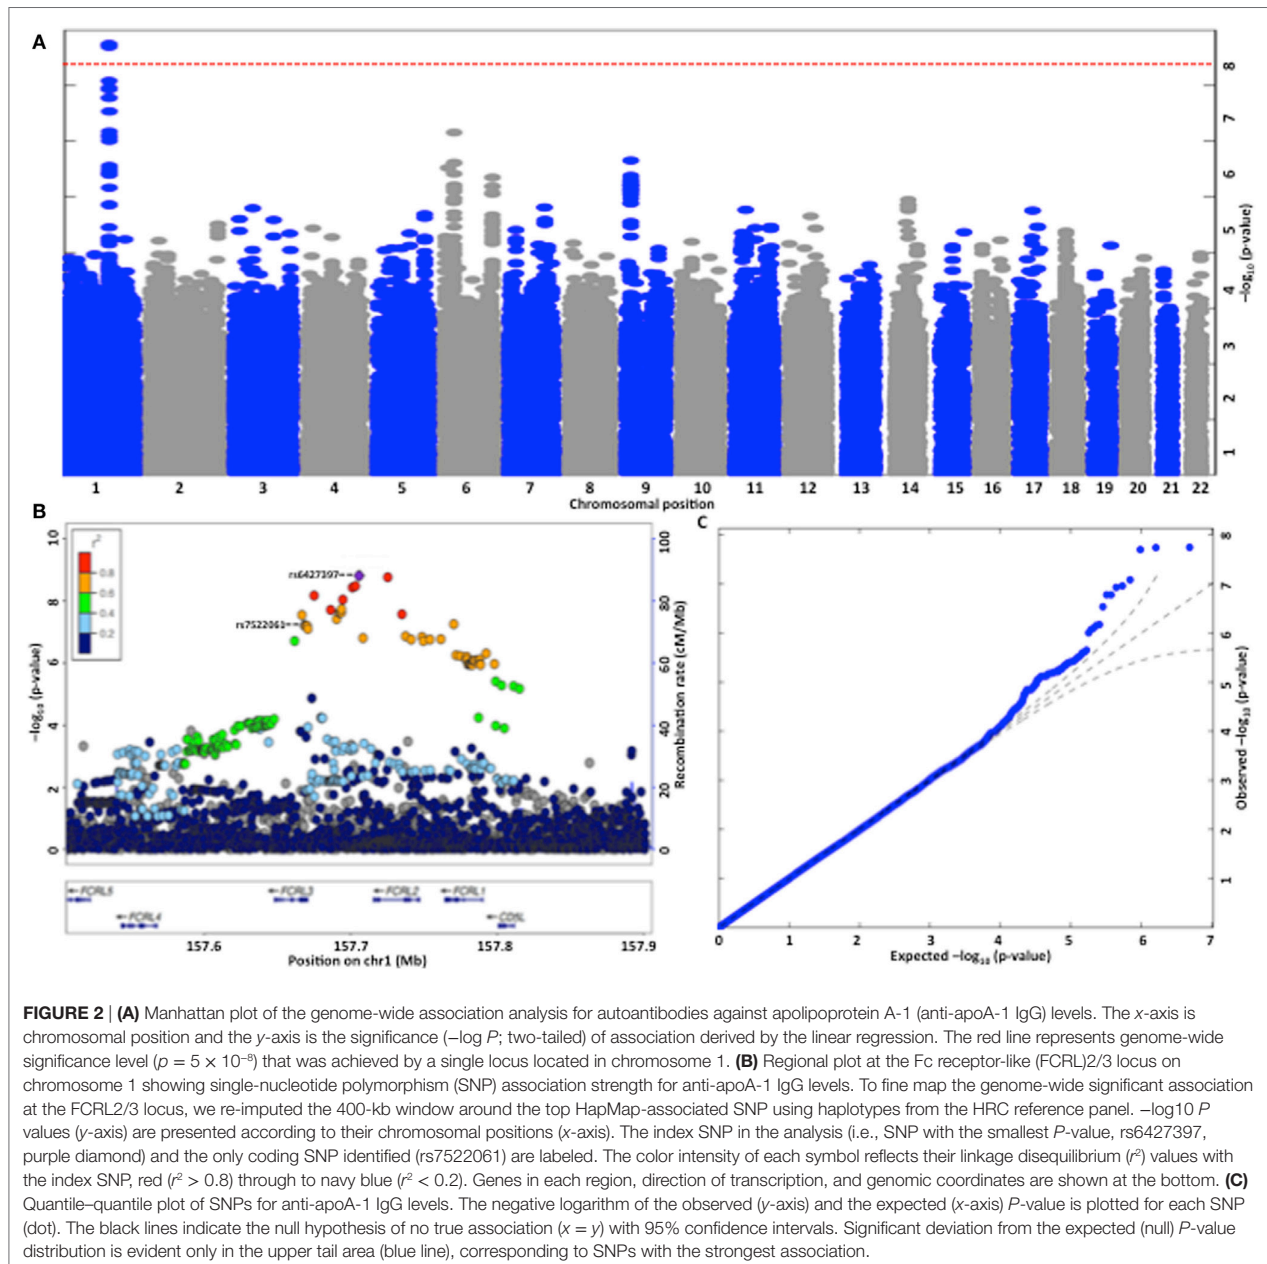 A
8
7
6
5
4
3
2
1
−log10 (p-value)
1 2 3 4 5 6 7 8 9 10 11 12 13 14 15 16 17 18 19 20 21 22
Chromosomal position
B
r2
0.8
0.6
0.4
0.2
10
8
6
4
2
0
−log10 (p-value)
rs6427397
rs7522061
100
80
60
40
20
0
Recombination rate (cM/Mb)
FCRL5 FCRL3 FCRL2 FCRL1
FCRL4 CD5L
157.6 157.7 157.8 157.9
Position on chr1 (Mb)
C
8
7
6
5
4
3
2
1
Observed −log10 (p-value)
0 1 2 3 4 5 6 7
Expected −log10 (p-value)
FIGURE 2 | (A) Manhattan plot of the genome-wide association analysis for autoantibodies against apolipoprotein A-1 (anti-apoA-1 IgG) levels. The x-axis is
chromosomal position and the y-axis is the significance (−log P; two-tailed) of association derived by the linear regression. The red line represents genome-wide
significance level (p = 5 × 10−8) that was achieved by a single locus located in chromosome 1. (B) Regional plot at the Fc receptor-like (FCRL)2/3 locus on
chromosome 1 showing single-nucleotide polymorphism (SNP) association strength for anti-apoA-1 IgG levels. To fine map the genome-wide significant association
at the FCRL2/3 locus, we re-imputed the 400-kb window around the top HapMap-associated SNP using haplotypes from the HRC reference panel. −log10 P
values (y-axis) are presented according to their chromosomal positions (x-axis). The index SNP in the analysis (i.e., SNP with the smallest P-value, rs6427397,
purple diamond) and the only coding SNP identified (rs7522061) are labeled. The color intensity of each symbol reflects their linkage disequilibrium (r2) values with
the index SNP, red (r2 > 0.8) through to navy blue (r2 < 0.2). Genes in each region, direction of transcription, and genomic coordinates are shown at the bottom. (C)
Quantile–quantile plot of SNPs for anti-apoA-1 IgG levels. The negative logarithm of the observed (y-axis) and the expected (x-axis) P-value is plotted for each SNP
(dot). The black lines indicate the null hypothesis of no true association (x = y) with 95% confidence intervals. Significant deviation from the expected (null) P-value
distribution is evident only in the upper tail area (blue line), corresponding to SNPs with the strongest association.